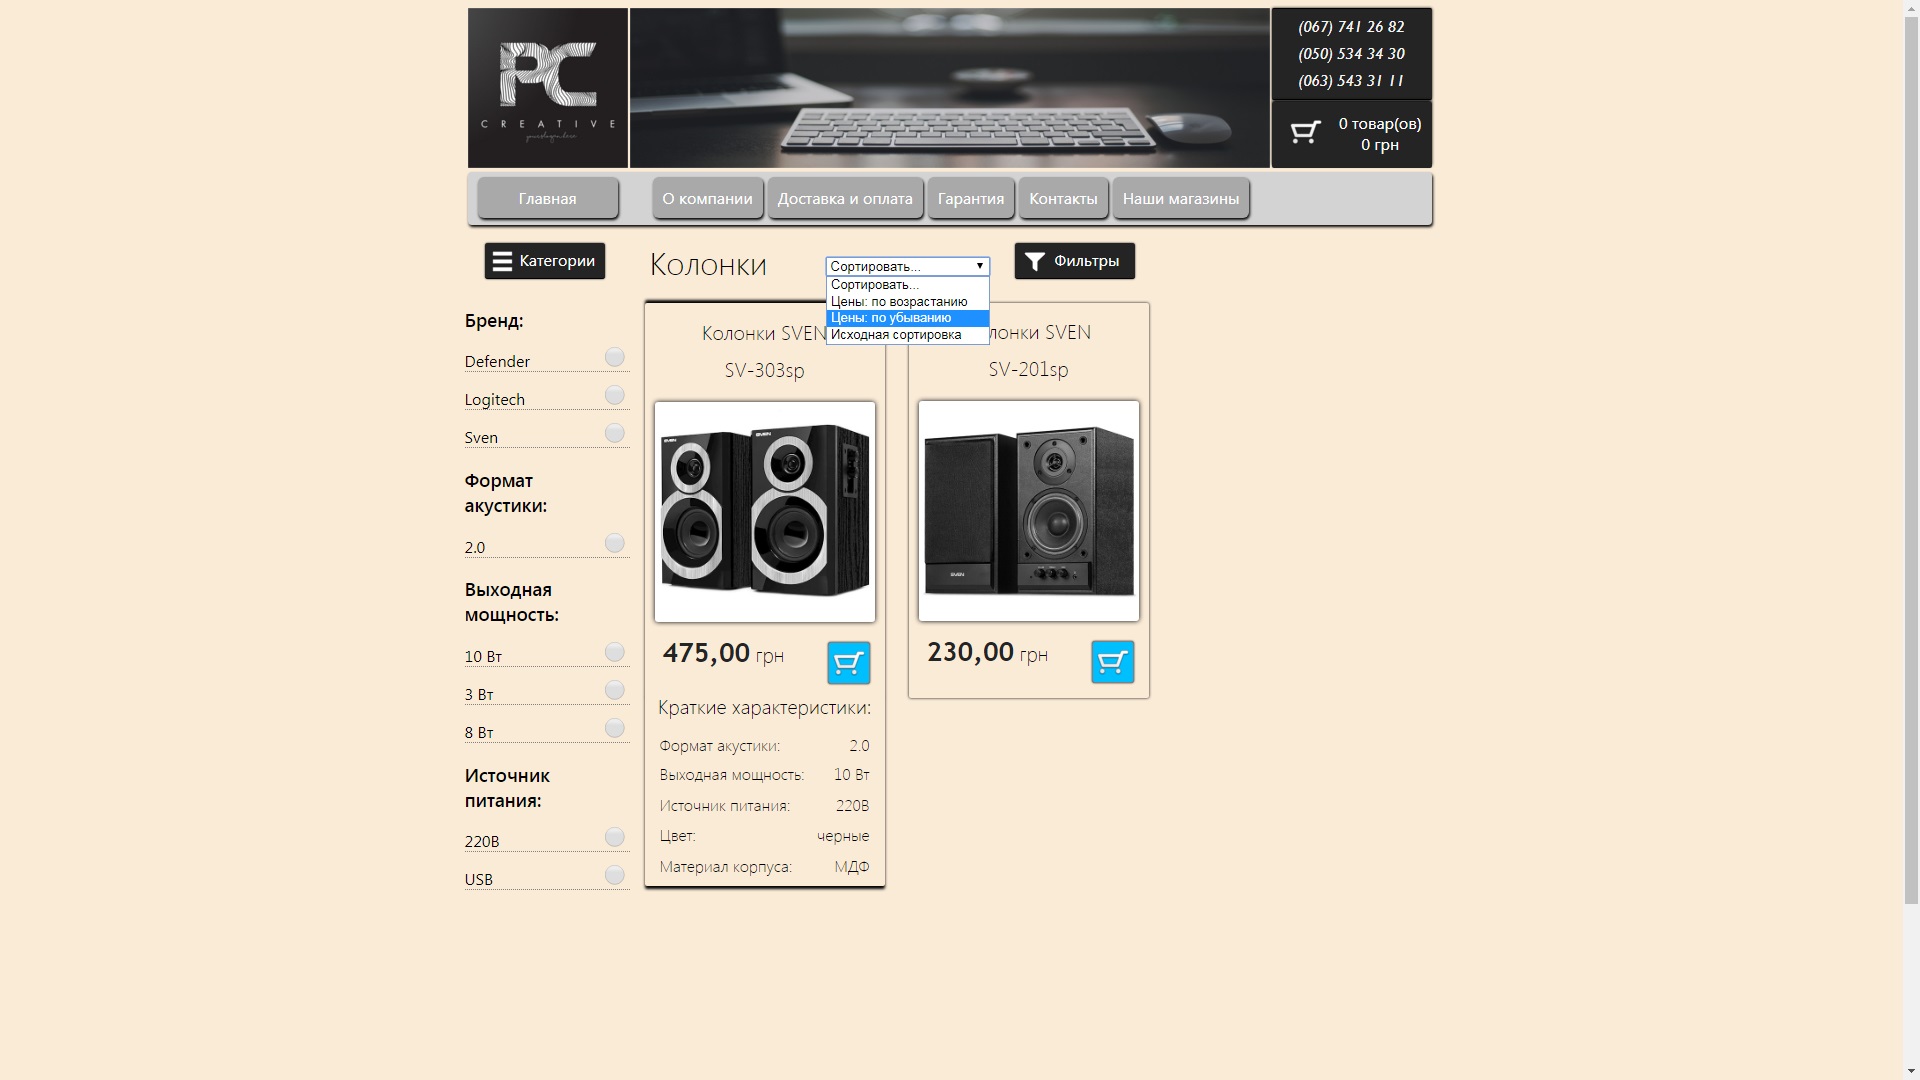 PC
CREATIVE
(067) 741 26 82
(050) 534 34 30
(063) 543 31 11
0 товар(ов)
0 грн
Главная
О компании
Доставка и оплата
Гарантия
Контакты
Наши магазины
Категории
Колонки
Сортировать...
Фильтры
Сортировать...
Цены: по возрастанию
Цены: по убыванию
Исходная сортировка
Бренд:
Defender
Logitech
Sven
Формат
акустики:
2.0
Выходная
мощность:
10 Вт
3 Вт
8 Вт
Источник
питания:
220В
USB
Колонки SVEN
SV-303sp
SVEN
SVEN
475,00 грн
Краткие характеристики:
Формат акустики: 2.0
Выходная мощность: 10 Вт
Источник питания: 220В
Цвет: черные
Материал корпуса: МДФ
лонки SVEN
SV-201sp
SVEN
230,00 грн